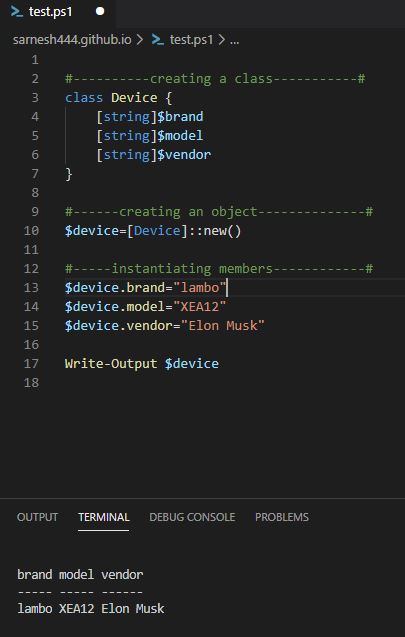 test.ps1
sarnesh444.github.io > test.ps1 > ...
1
2 #----------creating a class-----------#
3 class Device {
4 [string]$brand
5 [string]$model
6 [string]$vendor
7 }
8
9 #------creating an object--------------#
10 $device=[Device]::new()
11
12 #-----instantiating members------------#
13 $device.brand="lambo"
14 $device.model="XEA12"
15 $device.vendor="Elon Musk"
16
17 Write-Output $device
18
OUTPUT TERMINAL DEBUG CONSOLE PROBLEMS
brand model vendor
----- ----- ------
lambo XEA12 Elon Musk